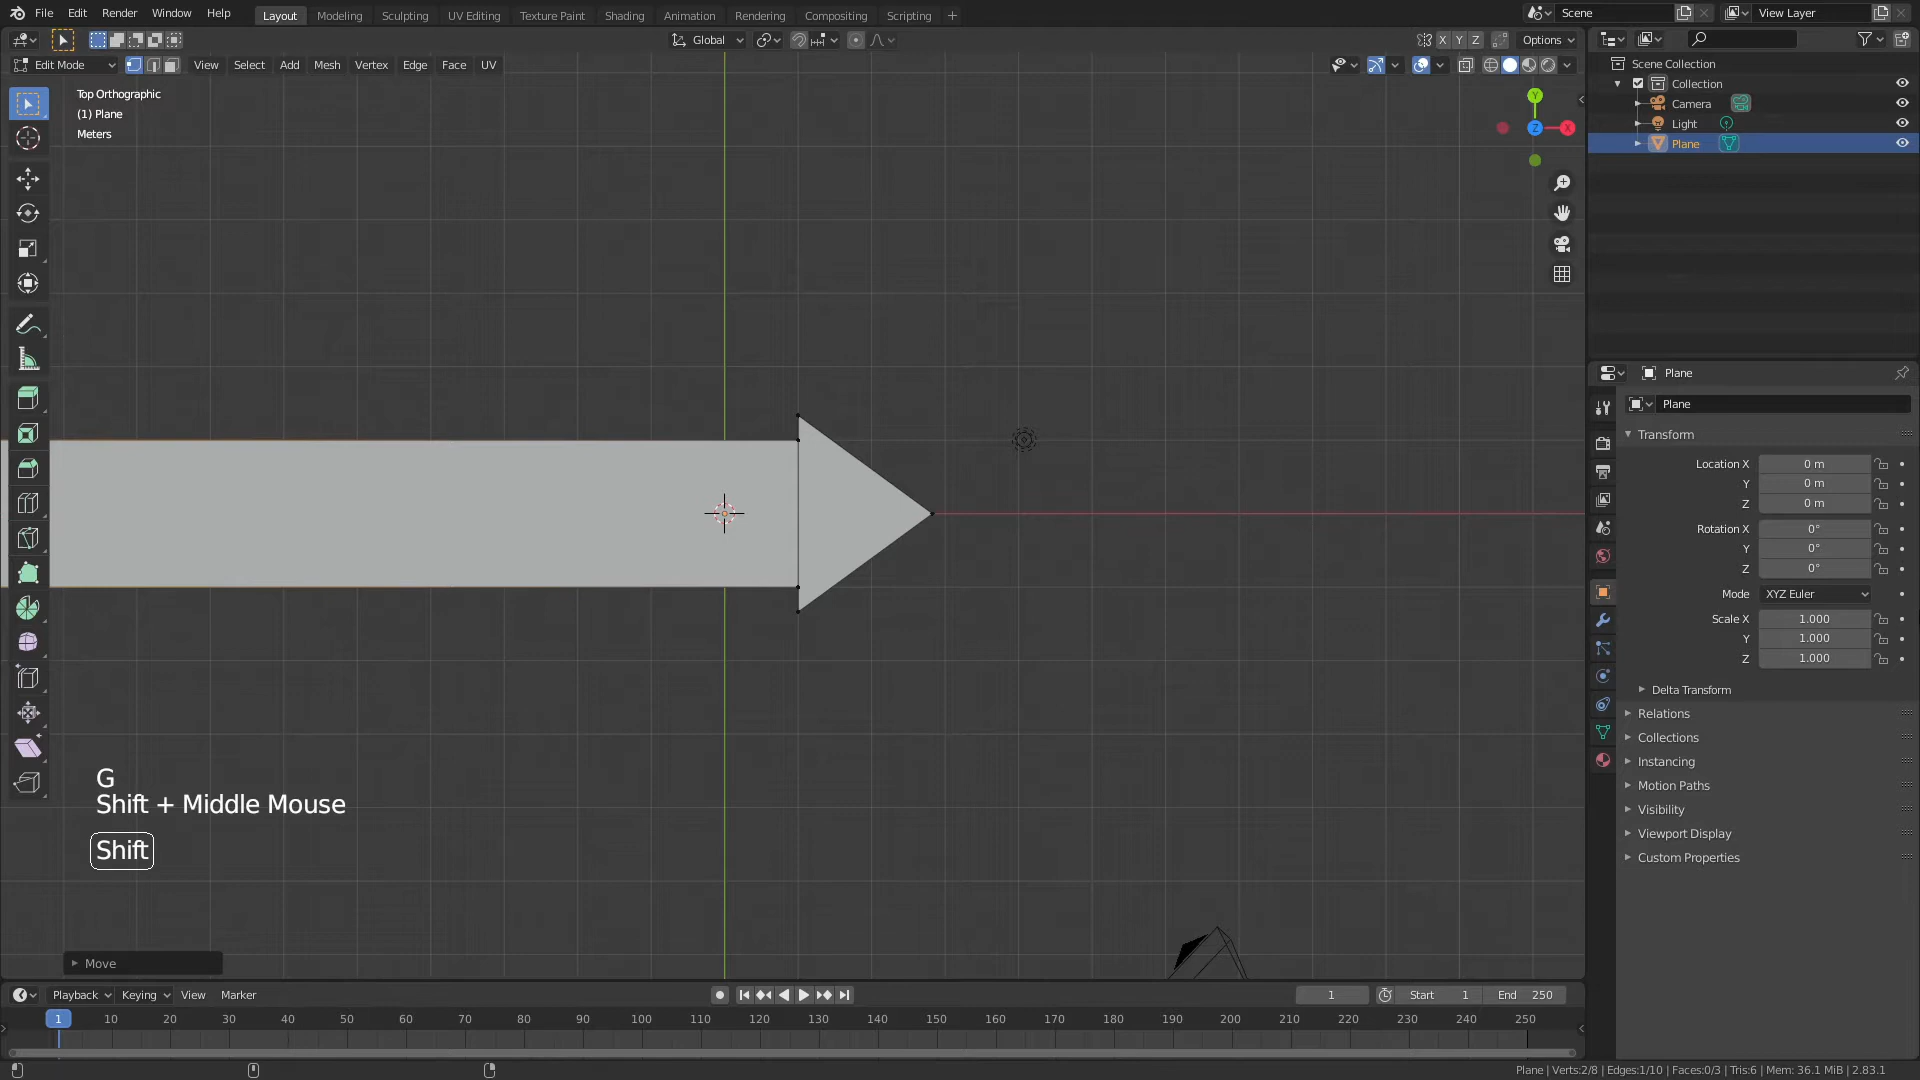 File Edit Render Window Help Layout Modeling Sculpting UV Editing Texture Paint Shading Animation Rendering Compositing Scripting + Scene View Layer
Global X Y Z Options
Edit Mode View Select Add Mesh Vertex Edge Face UV
Top Orthographic
(1) Plane
Meters
Y
Z X
Scene Collection
Collection
Camera
Light
Plane
Plane
Plane
Transform
Location X 0 m
Y 0 m
Z 0 m
Rotation X 0°
Y 0°
Z 0°
Mode XYZ Euler
Scale X 1.000
Y 1.000
Z 1.000
Delta Transform
Relations
Collections
Instancing
Motion Paths
Visibility
Viewport Display
Custom Properties
G
Shift + Middle Mouse
Shift
Move
Playback Keying View Marker 1 Start 1 End 250
1 10 20 30 40 50 60 70 80 90 100 110 120 130 140 150 160 170 180 190 200 210 220 230 240 250
Plane | Verts:2/8 | Edges:1/10 | Faces:0/3 | Tris:6 | Mem: 36.1 MiB | 2.83.1